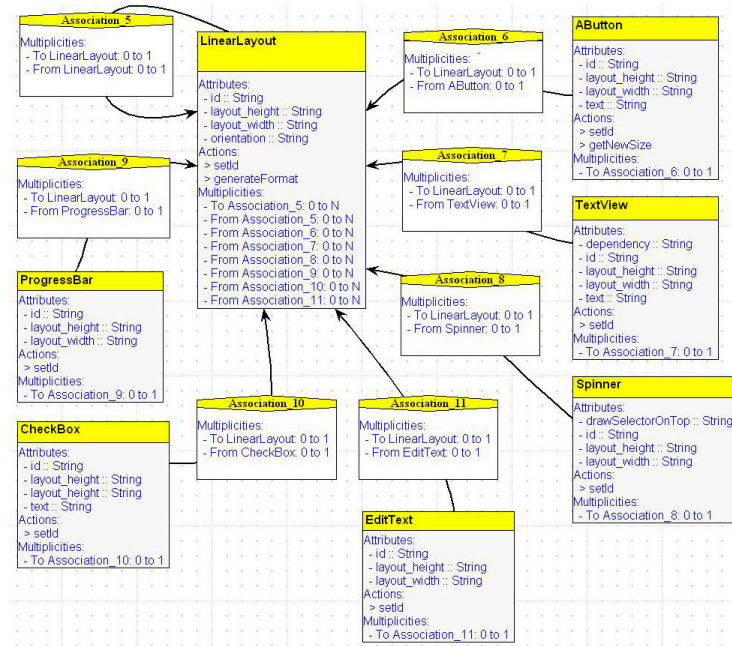 Association_5
Multiplicities:
- To LinearLayout: 0 to 1
- From LinearLayout: 0 to 1
LinearLayout
Attributes:
- id :: String
- layout_height :: String
- layout_width :: String
- orientation :: String
Actions:
> setId
> generateFormat
Multiplicities:
- To Association_5: 0 to N
- From Association_5: 0 to N
- From Association_6: 0 to N
- From Association_7: 0 to N
- From Association_8: 0 to N
- From Association_9: 0 to N
- From Association_10: 0 to N
- From Association_11: 0 to N
Association_6
Multiplicities:
- To LinearLayout: 0 to 1
- From AButton: 0 to 1
AButton
Attributes:
- id :: String
- layout_height :: String
- layout_width :: String
- text :: String
Actions:
> setId
> getNewSize
Multiplicities:
- To Association_6: 0 to 1
Association_9
Multiplicities:
- To LinearLayout: 0 to 1
- From ProgressBar: 0 to 1
Association_7
Multiplicities:
- To LinearLayout: 0 to 1
- From TextView: 0 to 1
TextView
Attributes:
- dependency :: String
- id :: String
- layout_height :: String
- layout_width :: String
- text :: String
Actions:
> setId
Multiplicities:
- To Association_7: 0 to 1
ProgressBar
Attributes:
- id :: String
- layout_height :: String
- layout_width :: String
Actions:
> setId
Multiplicities:
- To Association_9: 0 to 1
Association_8
Multiplicities:
- To LinearLayout: 0 to 1
- From Spinner: 0 to 1
Spinner
Attributes:
- drawSelectorOnTop :: String
- id :: String
- layout_height :: String
- layout_width :: String
Actions:
> setId
Multiplicities:
- To Association_8: 0 to 1
Association_10
Multiplicities:
- To LinearLayout: 0 to 1
- From CheckBox: 0 to 1
Association_11
Multiplicities:
- To LinearLayout: 0 to 1
- From EditText: 0 to 1
CheckBox
Attributes:
- id :: String
- layout_height :: String
- layout_height :: String
- text :: String
Actions:
> setId
Multiplicities:
- To Association_10: 0 to 1
EditText
Attributes:
- id :: String
- layout_height :: String
- layout_width :: String
Actions:
> setId
Multiplicities:
- To Association_11: 0 to 1